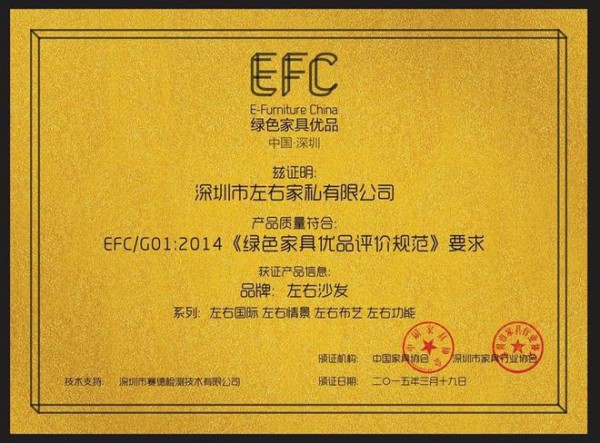 EFC
E-Furniture China
绿色家具优品
中国·深圳
兹证明:
深圳市左右家私有限公司
产品质量符合:
EFC/G01:2014《绿色家具优品评价规范》要求
获证产品信息:
品牌: 左右沙发
系列: 左右国际 左右情景 左右布艺 左右功能
颁证机构: 中国家具协会 深圳市家具行业协会
技术支持: 深圳市赛德检测技术有限公司 颁证日期: 二〇一五年三月十九日